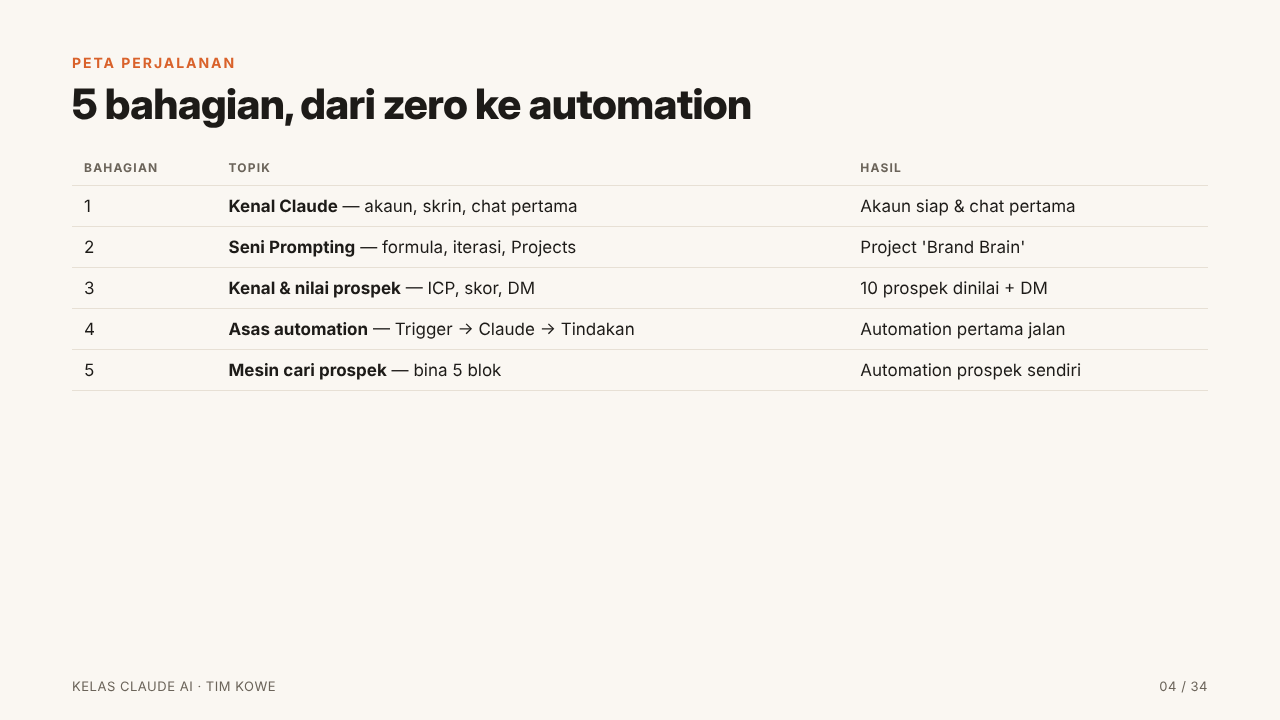 PETA PERJALANAN
5 bahagian, dari zero ke automation
BAHAGIAN TOPIK HASIL
1 Kenal Claude — akaun, skrin, chat pertama Akaun siap & chat pertama
2 Seni Prompting — formula, iterasi, Projects Project 'Brand Brain'
3 Kenal & nilai prospek — ICP, skor, DM 10 prospek dinilai + DM
4 Asas automation — Trigger → Claude → Tindakan Automation pertama jalan
5 Mesin cari prospek — bina 5 blok Automation prospek sendiri
KELAS CLAUDE AI · TIM KOWE 04 / 34